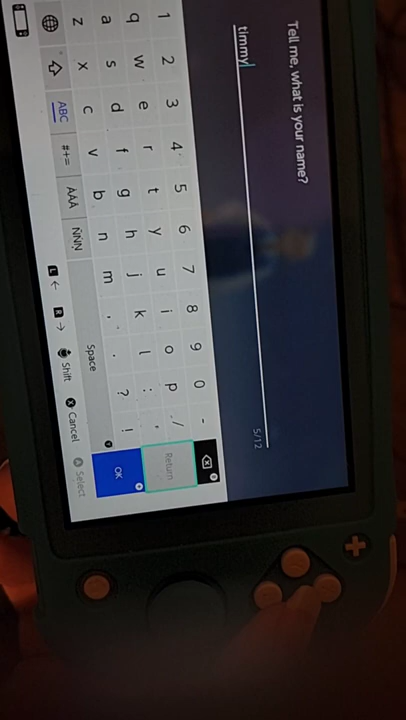 Tell me, what is your name?
timmy
5/12
1 2 3 4 5 6 7 8 9 0 -
q w e r t y u i o p /
Return
a s d f g h j k l : '
z x c v b n m , . ? !
OK
ABC #+= ÀÀÀ ÑÑÑ Space
L ← R → Shift X Cancel A Select